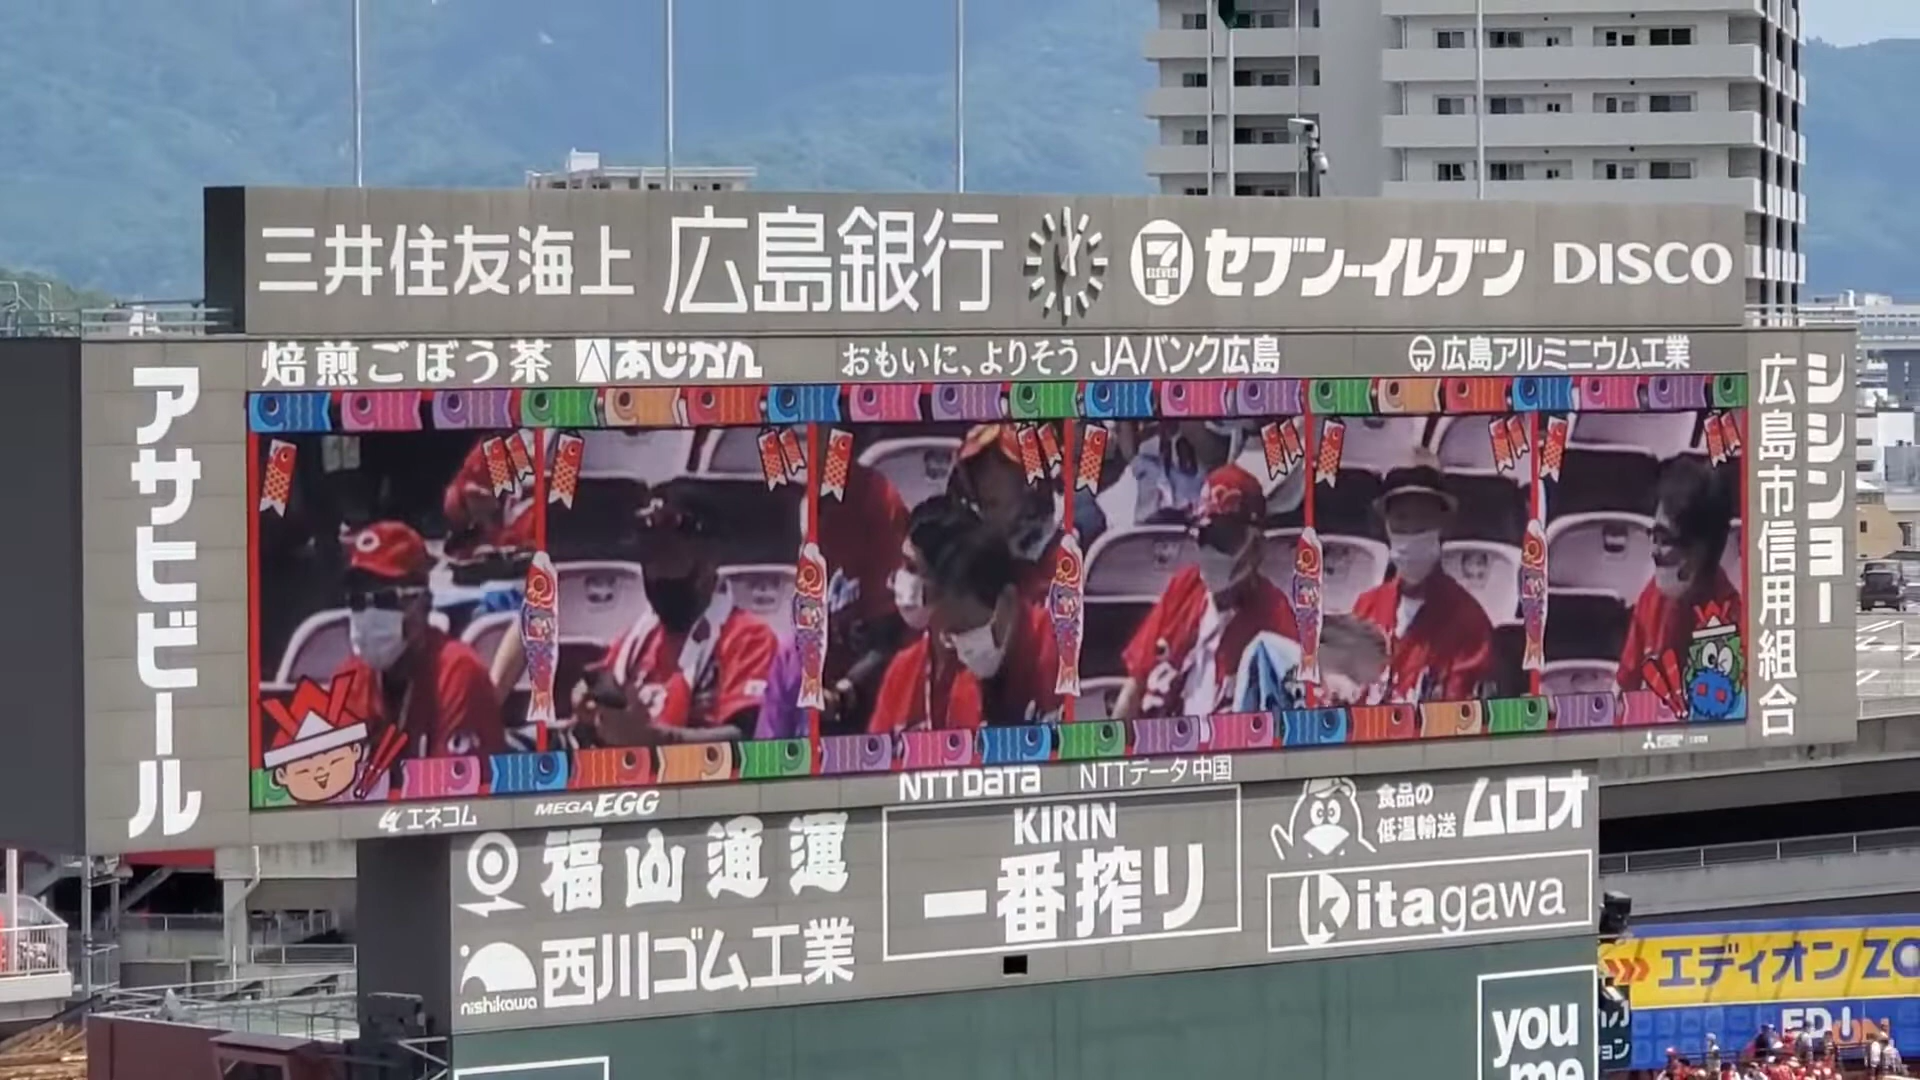 三井住友海上 広島銀行 7 ELEVEN セブン-イレブン DISCO
焙煎ごぼう茶 あじかん おもいに、よりそう JAバンク広島 広島アルミニウム工業
アサヒビール
シシンヨー
広島市信用組合
エネコム MEGA EGG NTT DATA NTTデータ中国
福山通運
nishikawa 西川ゴム工業
KIRIN
一番搾り
食品の
低温輸送 ムロオ
Kitagawa
エディオン ZO
EDION
you
me